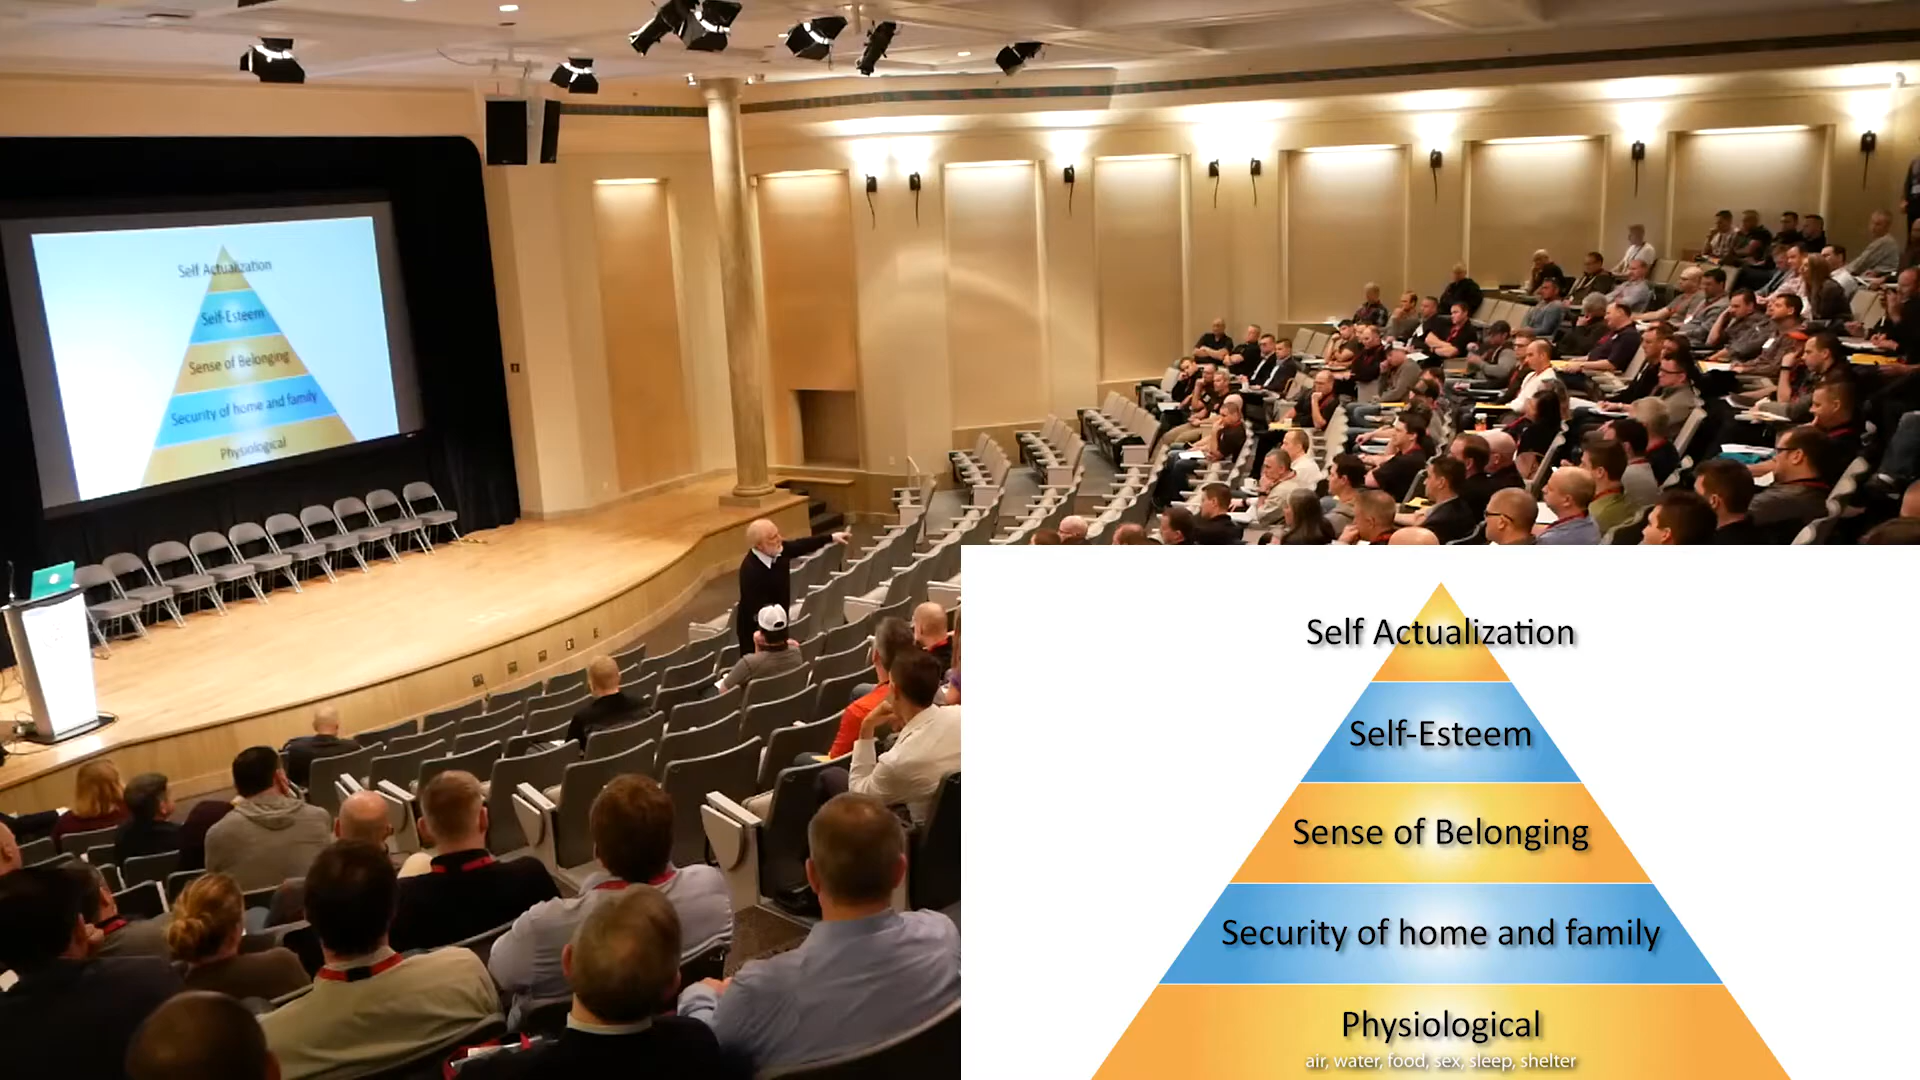 Self Actualization
Self-Esteem
Sense of Belonging
Security of home and family
Physiological
Self Actualization
Self-Esteem
Sense of Belonging
Security of home and family
Physiological
air, water, food, sex, sleep, shelter